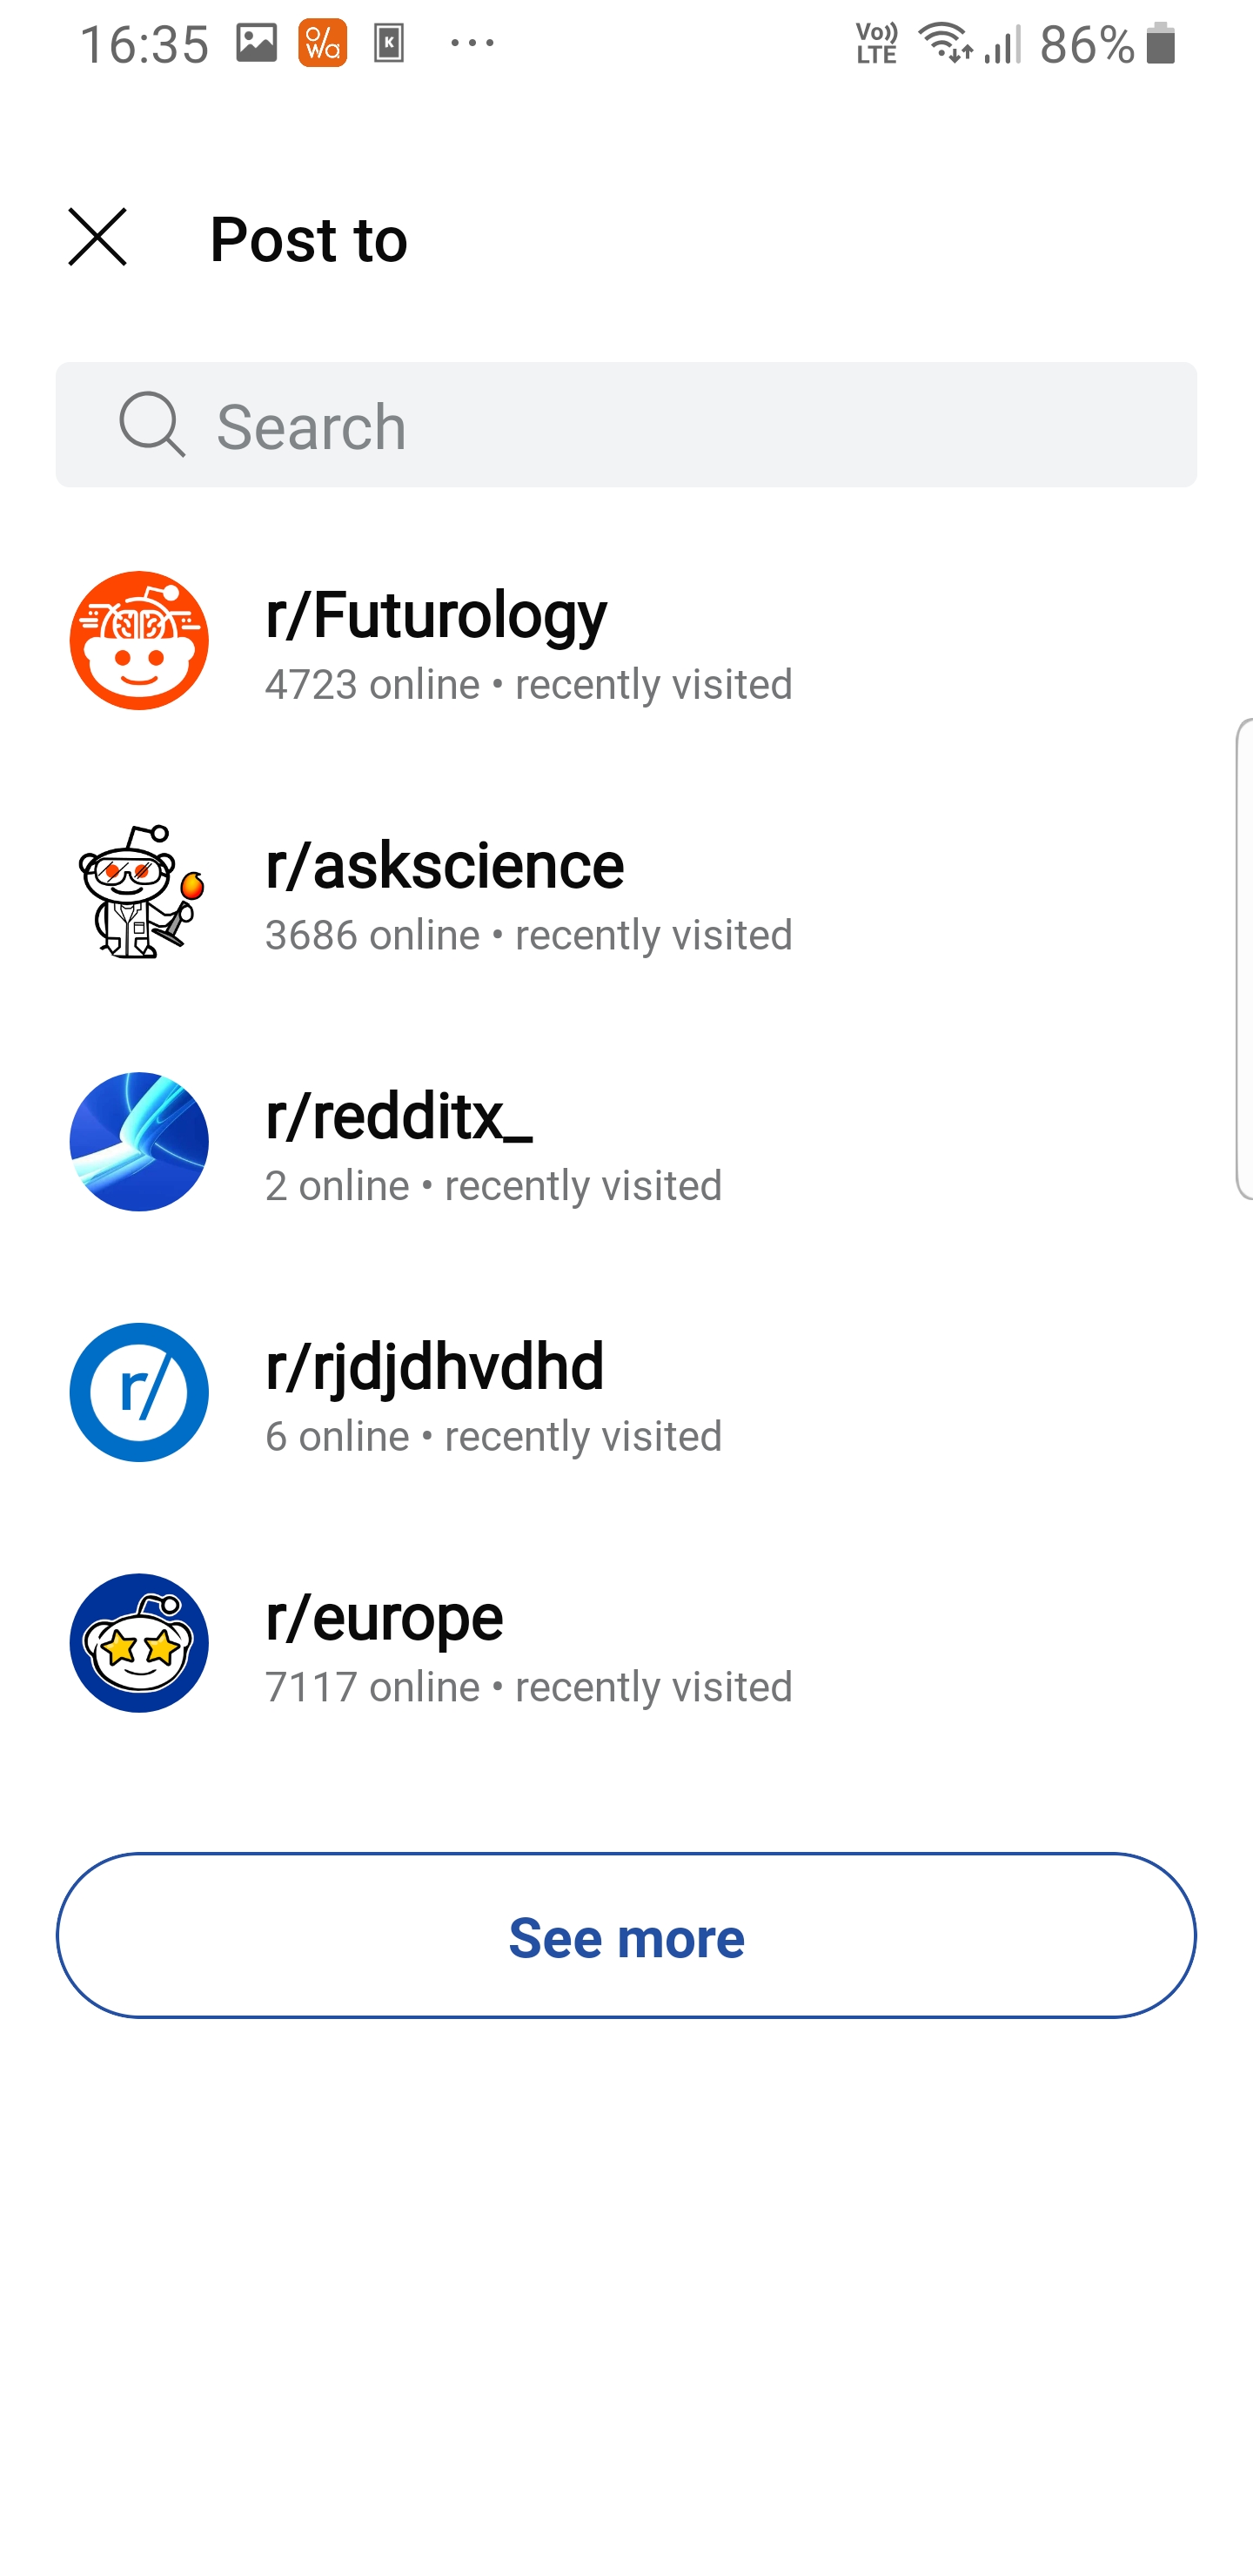 16:35
Vo)) LTE 86%
Post to
Search
r/Futurology
4723 online • recently visited
r/askscience
3686 online • recently visited
r/redditx_
2 online • recently visited
r/
r/rjdjdhvdhd
6 online • recently visited
r/europe
7117 online • recently visited
See more